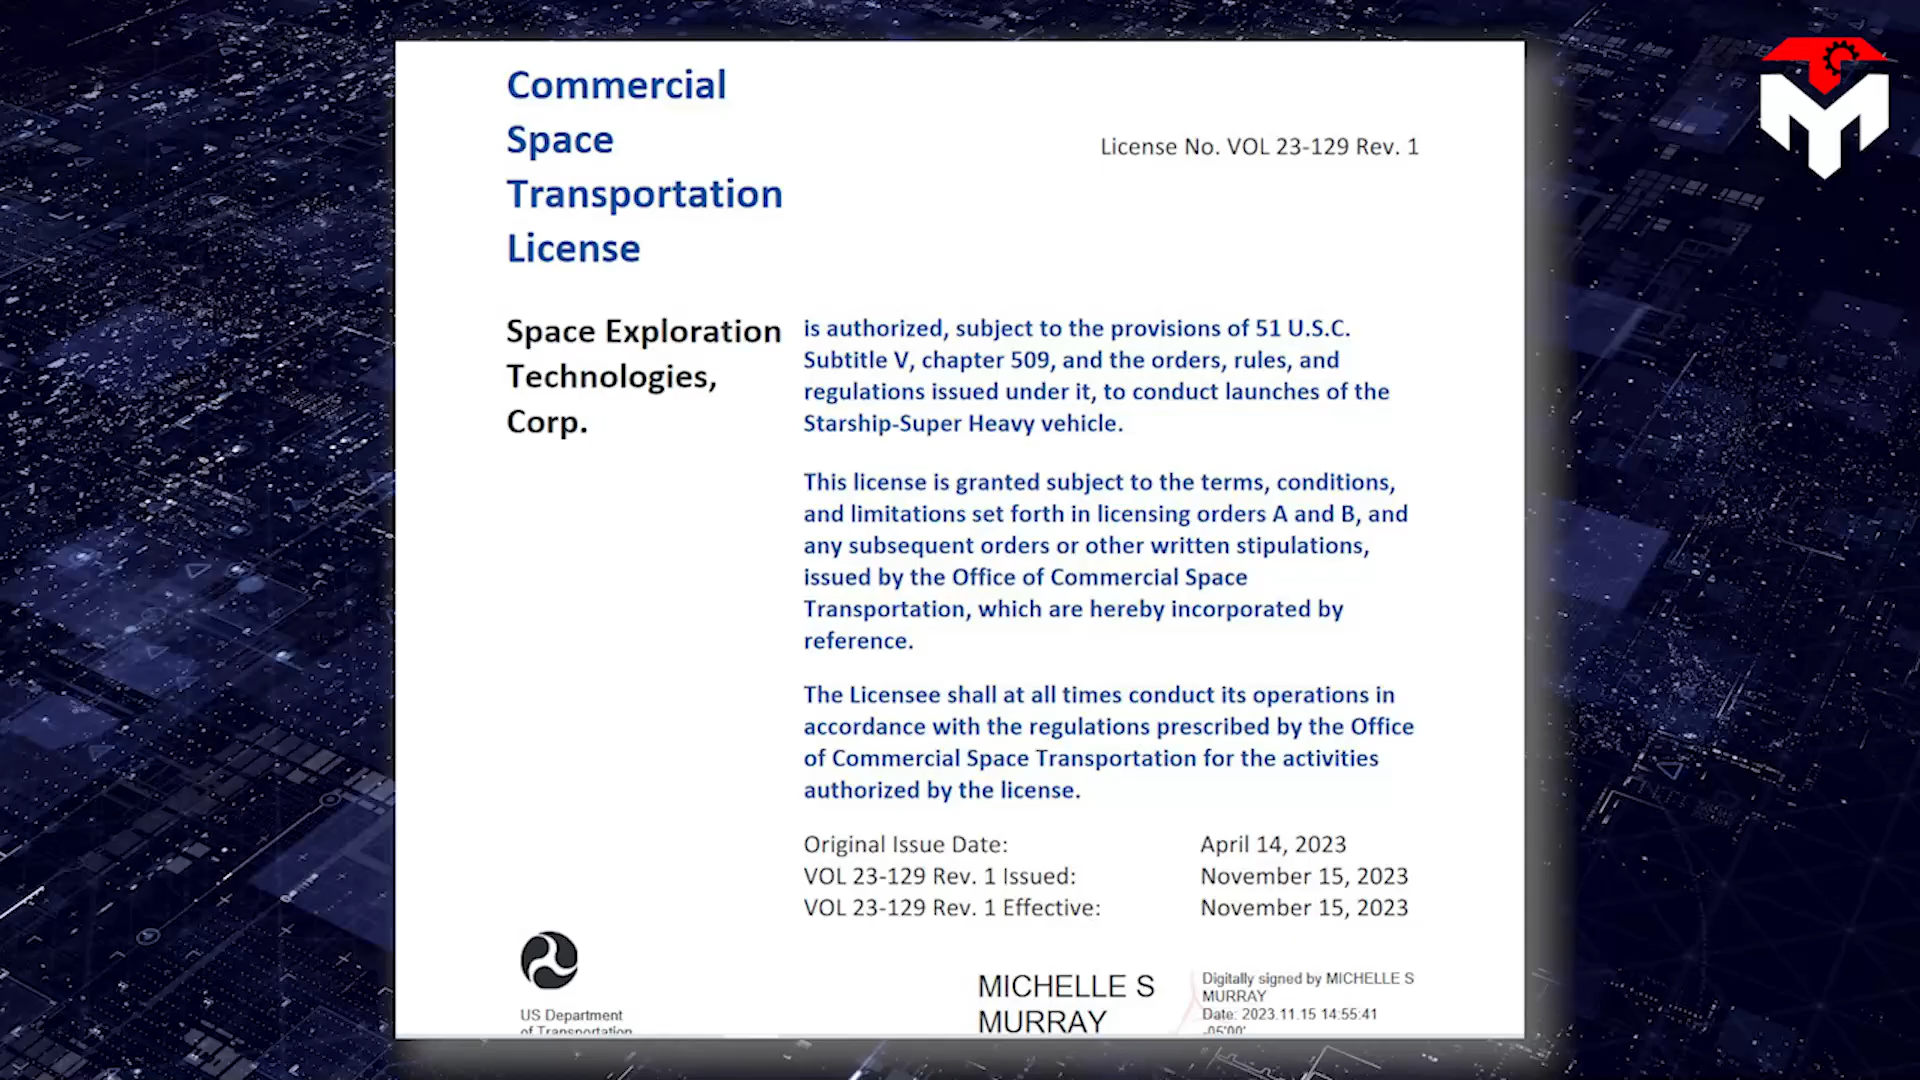 Commercial
Space
Transportation
License
License No. VOL 23-129 Rev. 1
Space Exploration
Technologies,
Corp.
is authorized, subject to the provisions of 51 U.S.C.
Subtitle V, chapter 509, and the orders, rules, and
regulations issued under it, to conduct launches of the
Starship-Super Heavy vehicle.
This license is granted subject to the terms, conditions,
and limitations set forth in licensing orders A and B, and
any subsequent orders or other written stipulations,
issued by the Office of Commercial Space
Transportation, which are hereby incorporated by
reference.
The Licensee shall at all times conduct its operations in
accordance with the regulations prescribed by the Office
of Commercial Space Transportation for the activities
authorized by the license.
Original Issue Date: April 14, 2023
VOL 23-129 Rev. 1 Issued: November 15, 2023
VOL 23-129 Rev. 1 Effective: November 15, 2023
US Department
of Transportation
MICHELLE S
MURRAY
Digitally signed by MICHELLE S
MURRAY
Date: 2023.11.15 14:55:41
-05'00'